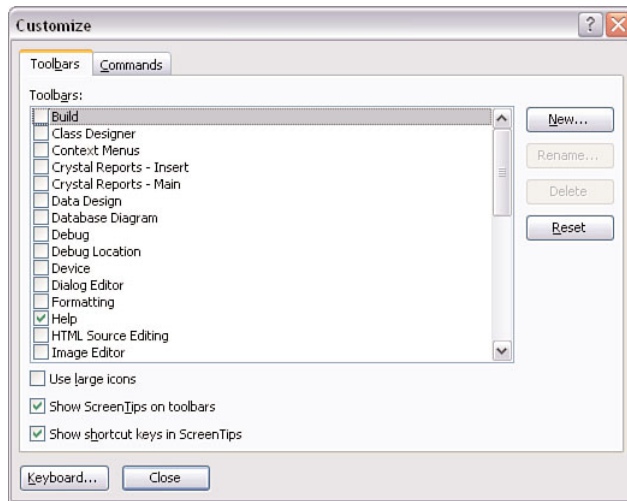 Customize
Toolbars
Commands
Toolbars:
Build
Class Designer
Context Menus
Crystal Reports - Insert
Crystal Reports - Main
Data Design
Database Diagram
Debug
Debug Location
Device
Dialog Editor
Formatting
Help
HTML Source Editing
Image Editor
New...
Rename...
Delete
Reset
Use large icons
Show ScreenTips on toolbars
Show shortcut keys in ScreenTips
Keyboard...
Close